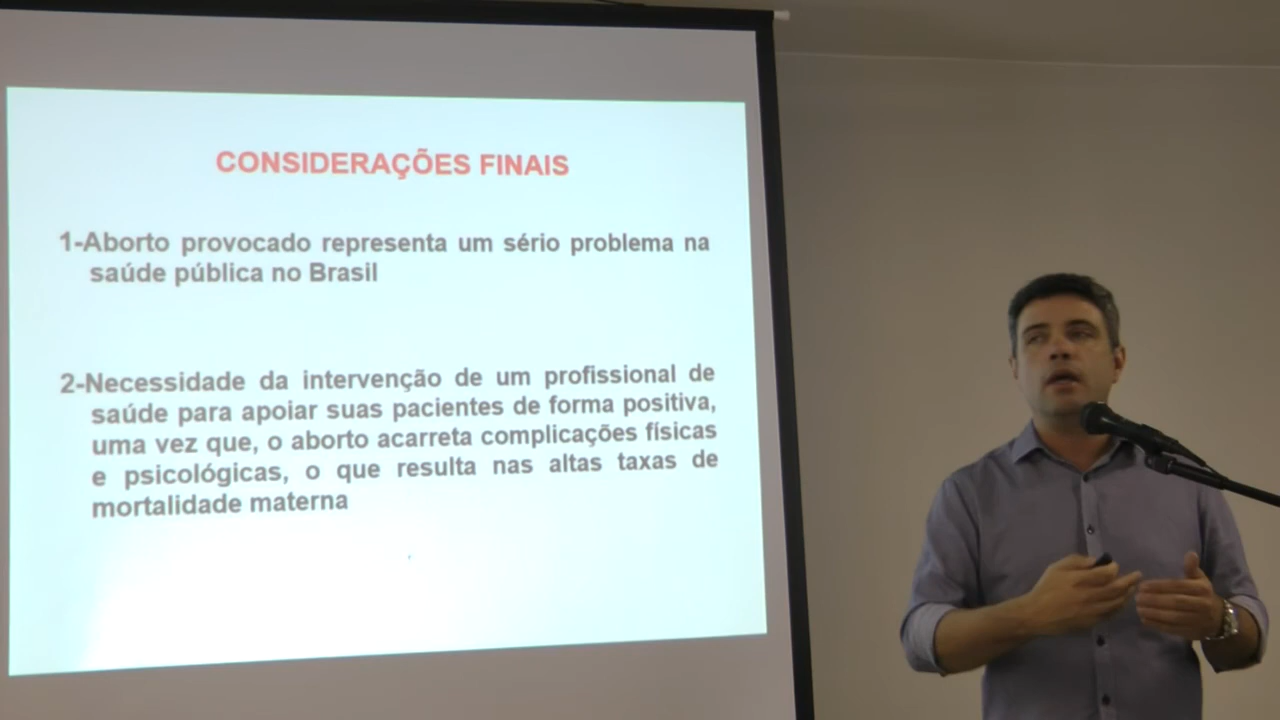 CONSIDERAÇÕES FINAIS
1-Aborto provocado representa um sério problema na
saúde pública no Brasil
2-Necessidade da intervenção de um profissional de
saúde para apoiar suas pacientes de forma positiva,
uma vez que, o aborto acarreta complicações físicas
e psicológicas, o que resulta nas altas taxas de
mortalidade materna